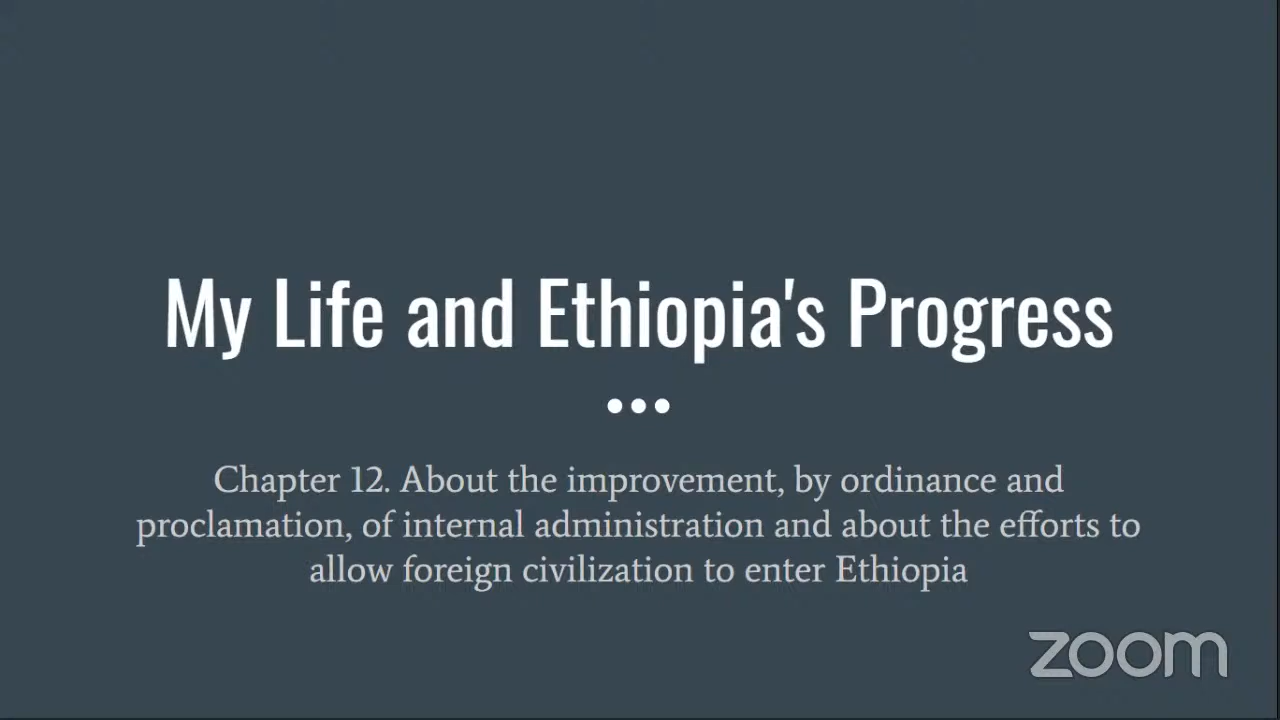 My Life and Ethiopia's Progress
Chapter 12. About the improvement, by ordinance and
proclamation, of internal administration and about the efforts to
allow foreign civilization to enter Ethiopia
zoom